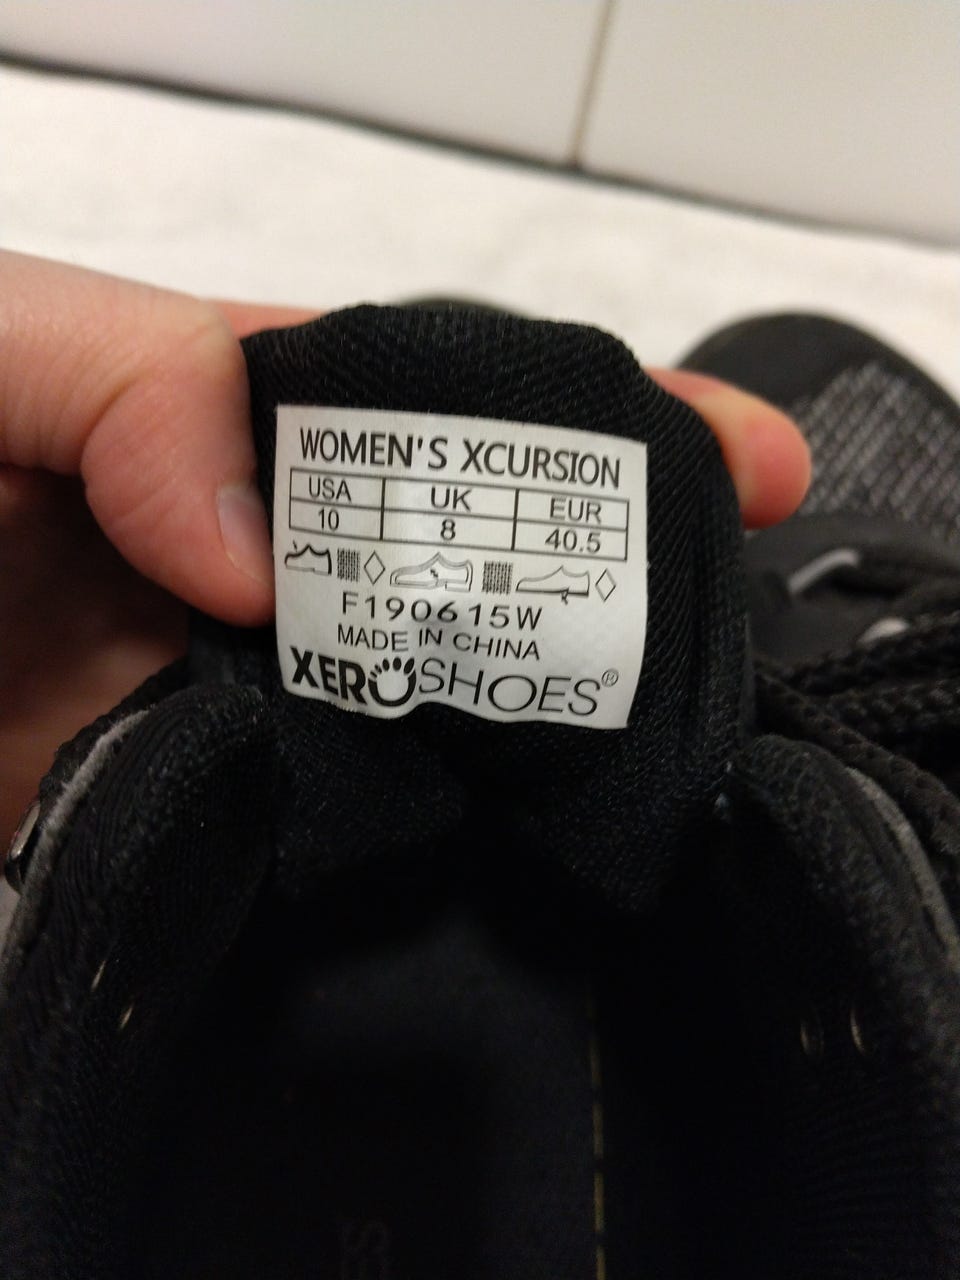 WOMEN'S XCURSION
USA UK EUR
10 8 40.5
F190615W
MADE IN CHINA
XEROSHOES®